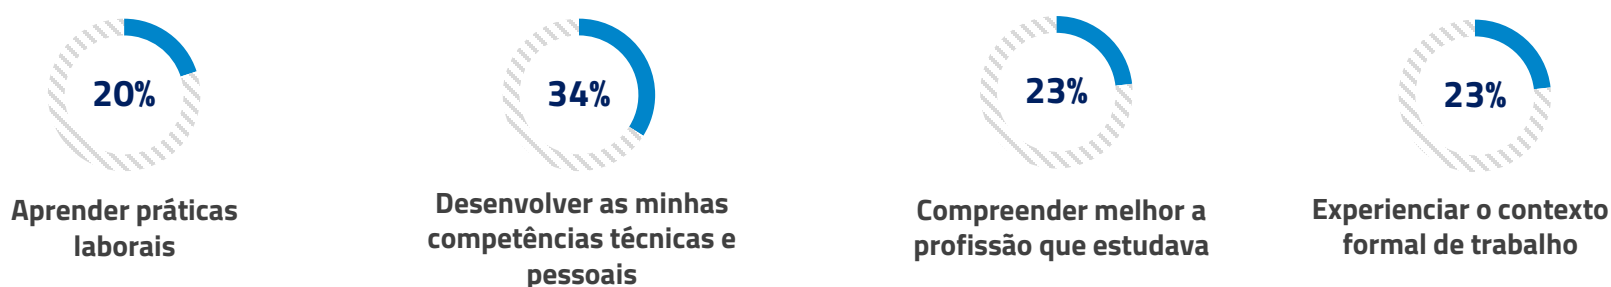 20%
Aprender práticas
laborais
34%
Desenvolver as minhas
competências técnicas e
pessoais
23%
Compreender melhor a
profissão que estudava
23%
Experienciar o contexto
formal de trabalho